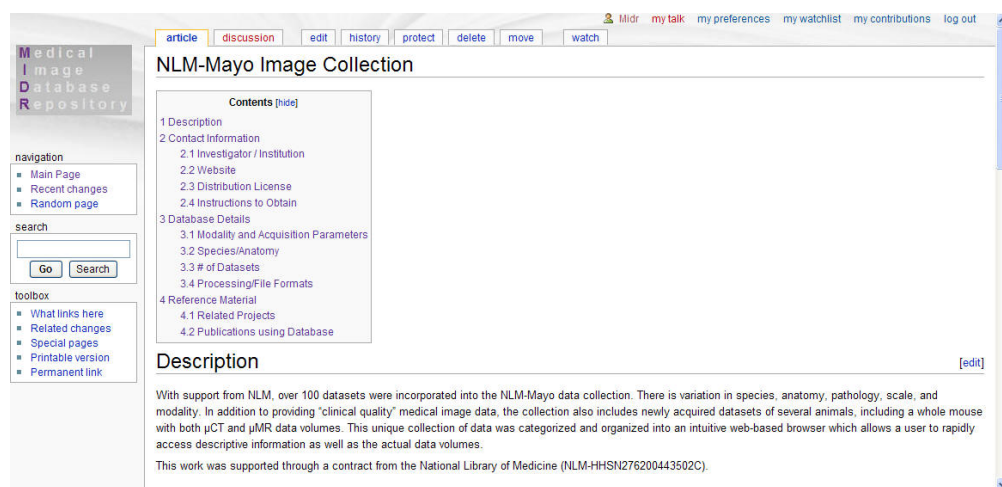 Midr my talk my preferences my watchlist my contributions log out
article discussion edit history protect delete move watch
Medical
Image
Database
Repository
NLM-Mayo Image Collection
Contents [hide]
1 Description
2 Contact Information
2.1 Investigator / Institution
2.2 Website
2.3 Distribution License
2.4 Instructions to Obtain
3 Database Details
3.1 Modality and Acquisition Parameters
3.2 Species/Anatomy
3.3 # of Datasets
3.4 Processing/File Formats
4 Reference Material
4.1 Related Projects
4.2 Publications using Database
navigation
Main Page
Recent changes
Random page
search
Go Search
toolbox
What links here
Related changes
Special pages
Printable version
Permanent link
Description [edit]
With support from NLM, over 100 datasets were incorporated into the NLM-Mayo data collection. There is variation in species, anatomy, pathology, scale, and
modality. In addition to providing "clinical quality" medical image data, the collection also includes newly acquired datasets of several animals, including a whole mouse
with both µCT and µMR data volumes. This unique collection of data was categorized and organized into an intuitive web-based browser which allows a user to rapidly
access descriptive information as well as the actual data volumes.
This work was supported through a contract from the National Library of Medicine (NLM-HHSN276200443502C).